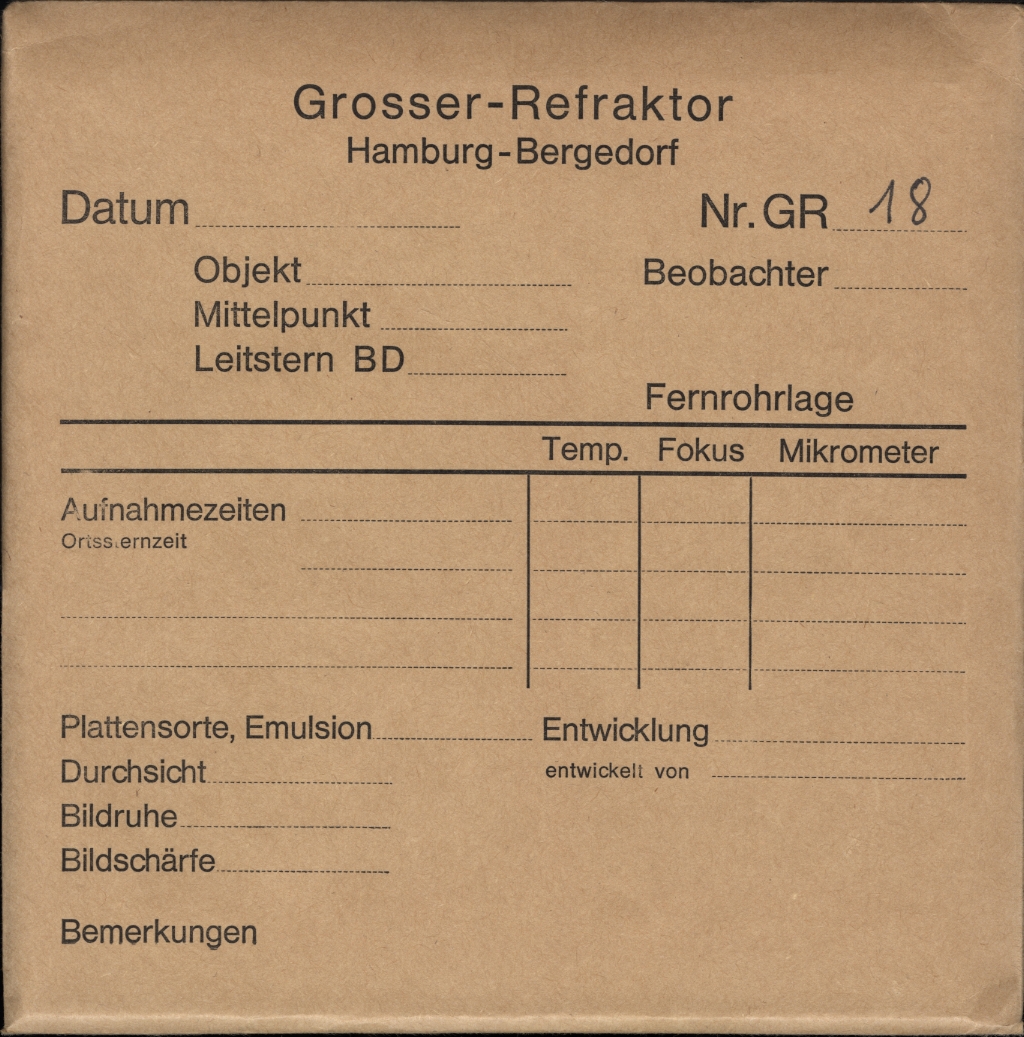 Grosser-Refraktor
Hamburg-Bergedorf
Datum Nr. GR 18
Objekt Beobachter
Mittelpunkt
Leitstern BD
Fernrohrlage
Temp. Fokus Mikrometer
Aufnahmezeiten
Ortssternzeit
Plattensorte, Emulsion Entwicklung
Durchsicht entwickelt von
Bildruhe
Bildschärfe
Bemerkungen